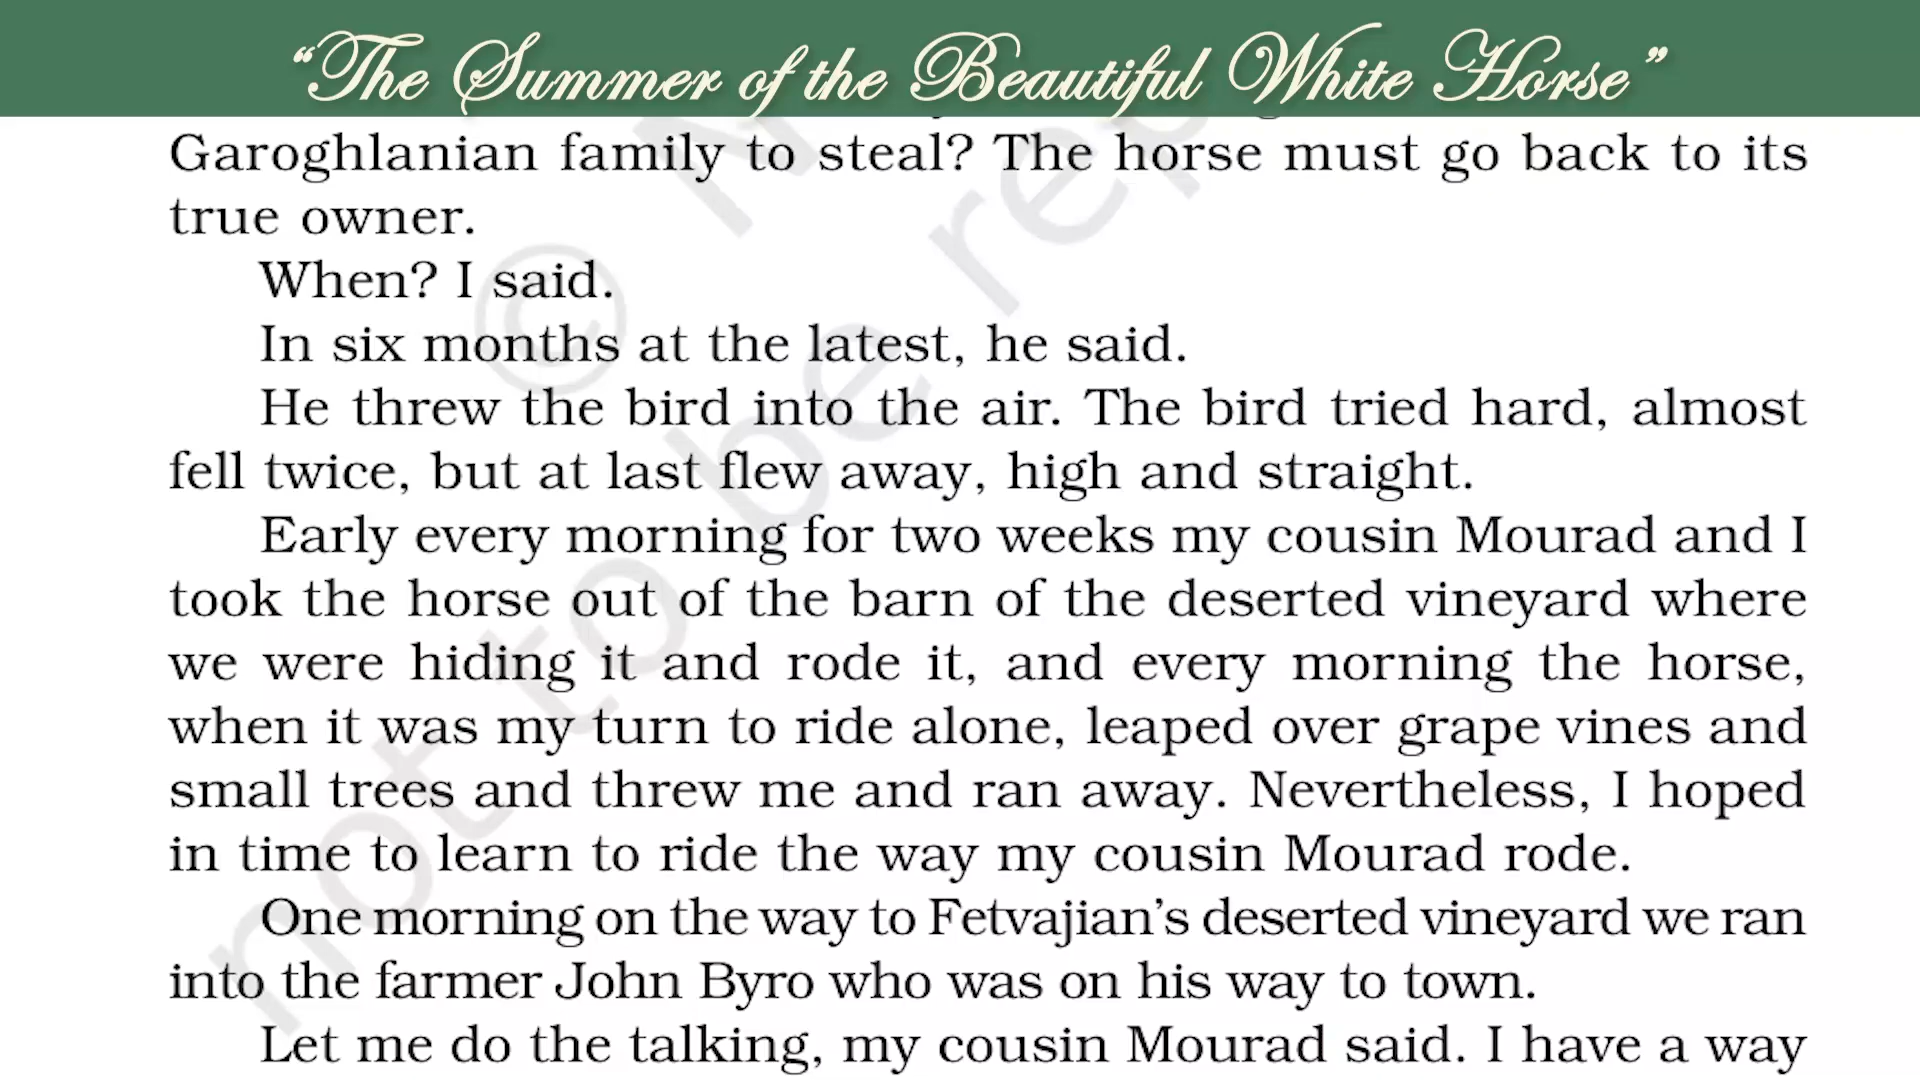 “The Summer of the Beautiful White Horse”
Garoghlanian family to steal? The horse must go back to its
true owner.
When? I said.
In six months at the latest, he said.
He threw the bird into the air. The bird tried hard, almost
fell twice, but at last flew away, high and straight.
Early every morning for two weeks my cousin Mourad and I
took the horse out of the barn of the deserted vineyard where
we were hiding it and rode it, and every morning the horse,
when it was my turn to ride alone, leaped over grape vines and
small trees and threw me and ran away. Nevertheless, I hoped
in time to learn to ride the way my cousin Mourad rode.
One morning on the way to Fetvajian’s deserted vineyard we ran
into the farmer John Byro who was on his way to town.
Let me do the talking, my cousin Mourad said. I have a way
© N
not to be rep